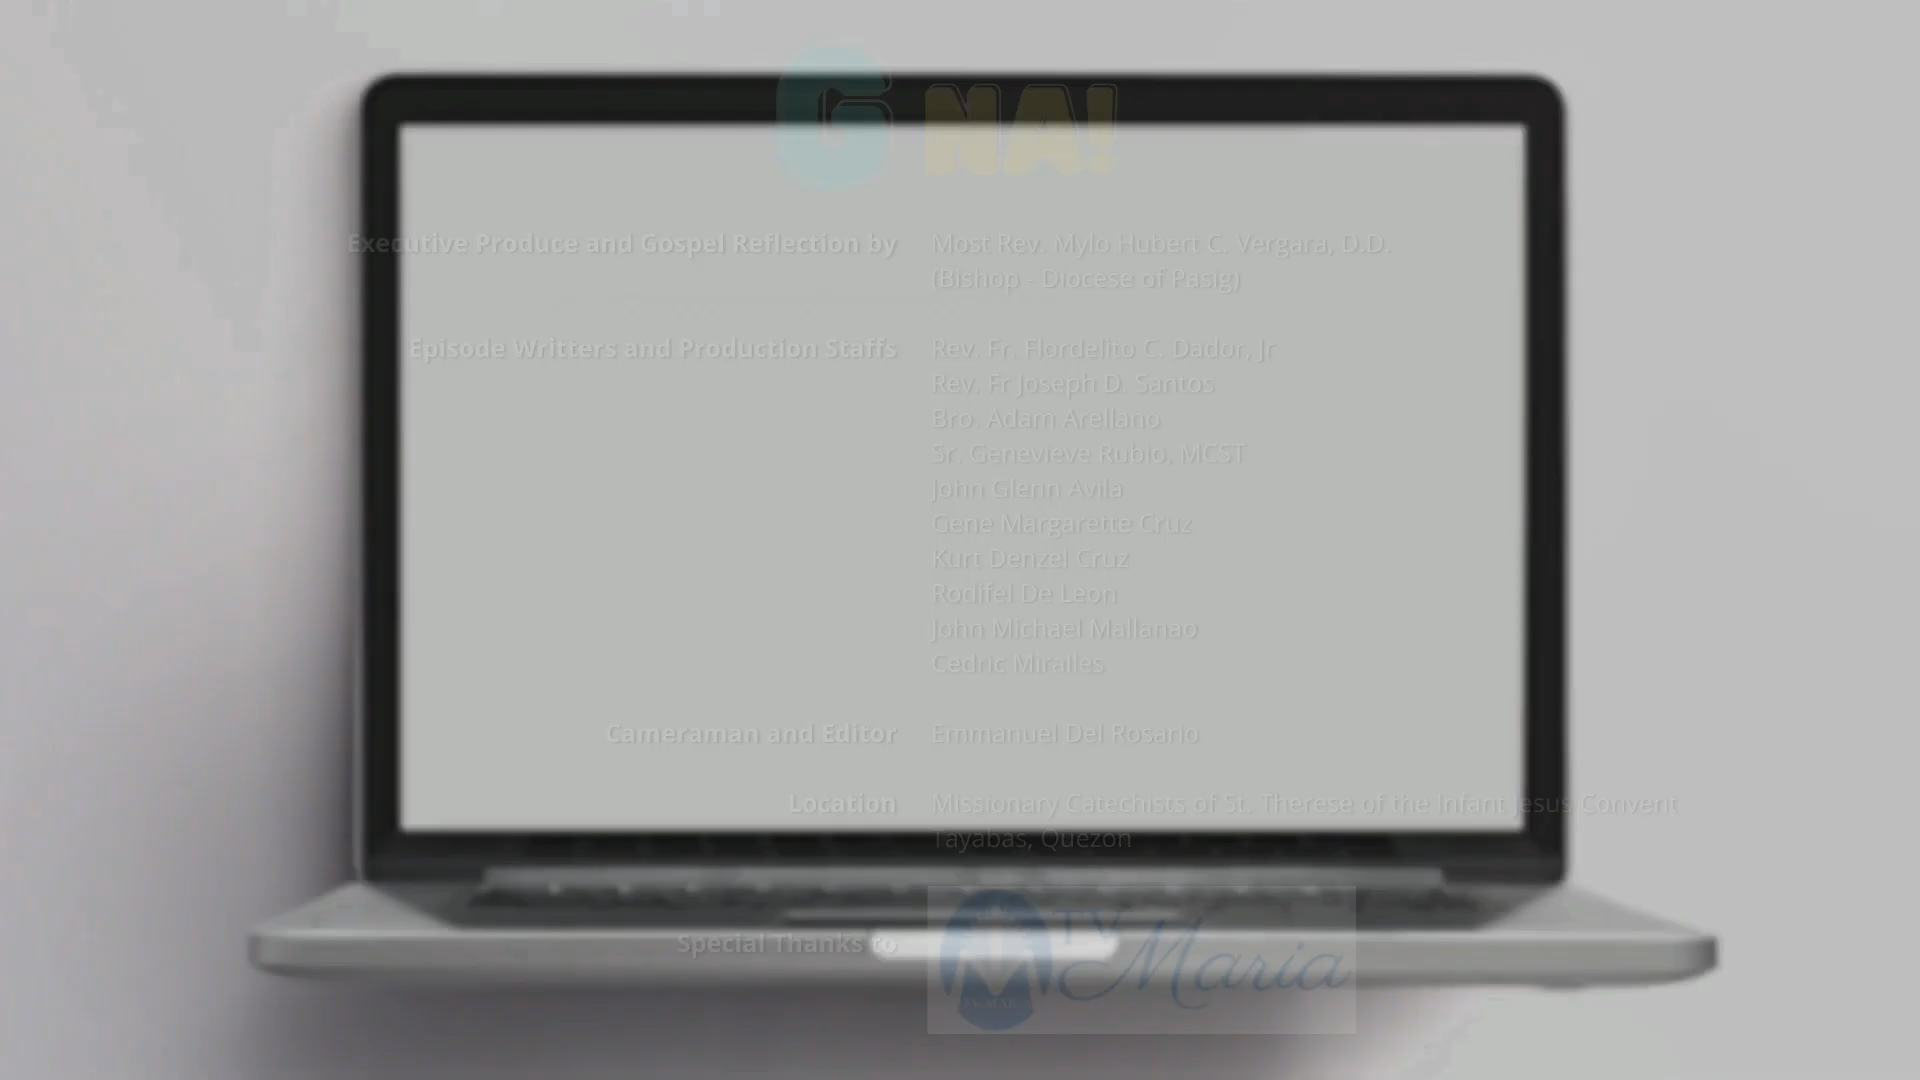 G NA!
Executive Produce and Gospel Reflection by Most Rev. Mylo Hubert C. Vergara, D.D.
(Bishop - Diocese of Pasig)
Episode Writters and Production Staffs Rev. Fr. Flordelito C. Dador, Jr
Rev. Fr Joseph D. Santos
Bro. Adam Arellano
Sr. Genevieve Rubio, MCST
John Glenn Avila
Gene Margarette Cruz
Kurt Denzel Cruz
Rodifel De Leon
John Michael Mallanao
Cedric Miralles
Cameraman and Editor Emmanuel Del Rosario
Location Missionary Catechists of St. Therese of the Infant Jesus Convent
Tayabas, Quezon
Special Thanks to TV Maria
TV MARIA